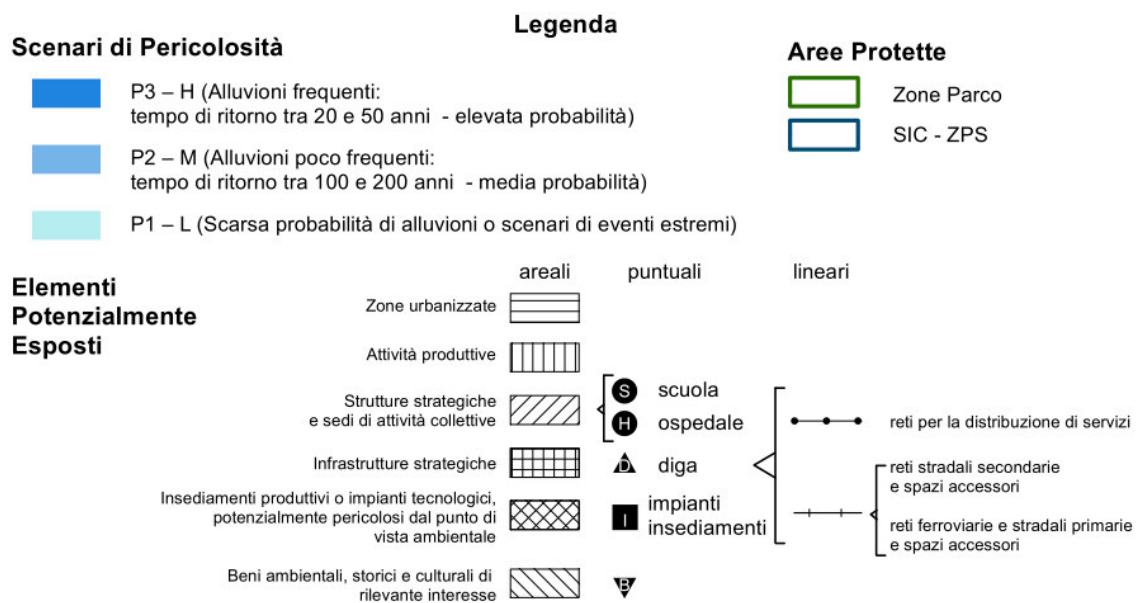 Legenda
Scenari di Pericolosità
P3 – H (Alluvioni frequenti:
tempo di ritorno tra 20 e 50 anni - elevata probabilità)
P2 – M (Alluvioni poco frequenti:
tempo di ritorno tra 100 e 200 anni - media probabilità)
P1 – L (Scarsa probabilità di alluvioni o scenari di eventi estremi)
Aree Protette
Zone Parco
SIC - ZPS
Elementi
Potenzialmente
Esposti
areali
puntuali
lineari
Zone urbanizzate
Attività produttive
Strutture strategiche
e sedi di attività collettive
Infrastrutture strategiche
Insediamenti produttivi o impianti tecnologici,
potenzialmente pericolosi dal punto di
vista ambientale
Beni ambientali, storici e culturali di
rilevante interesse
S scuola
H ospedale
D diga
I impianti
insediamenti
B
reti per la distribuzione di servizi
reti stradali secondarie
e spazi accessori
reti ferroviarie e stradali primarie
e spazi accessori